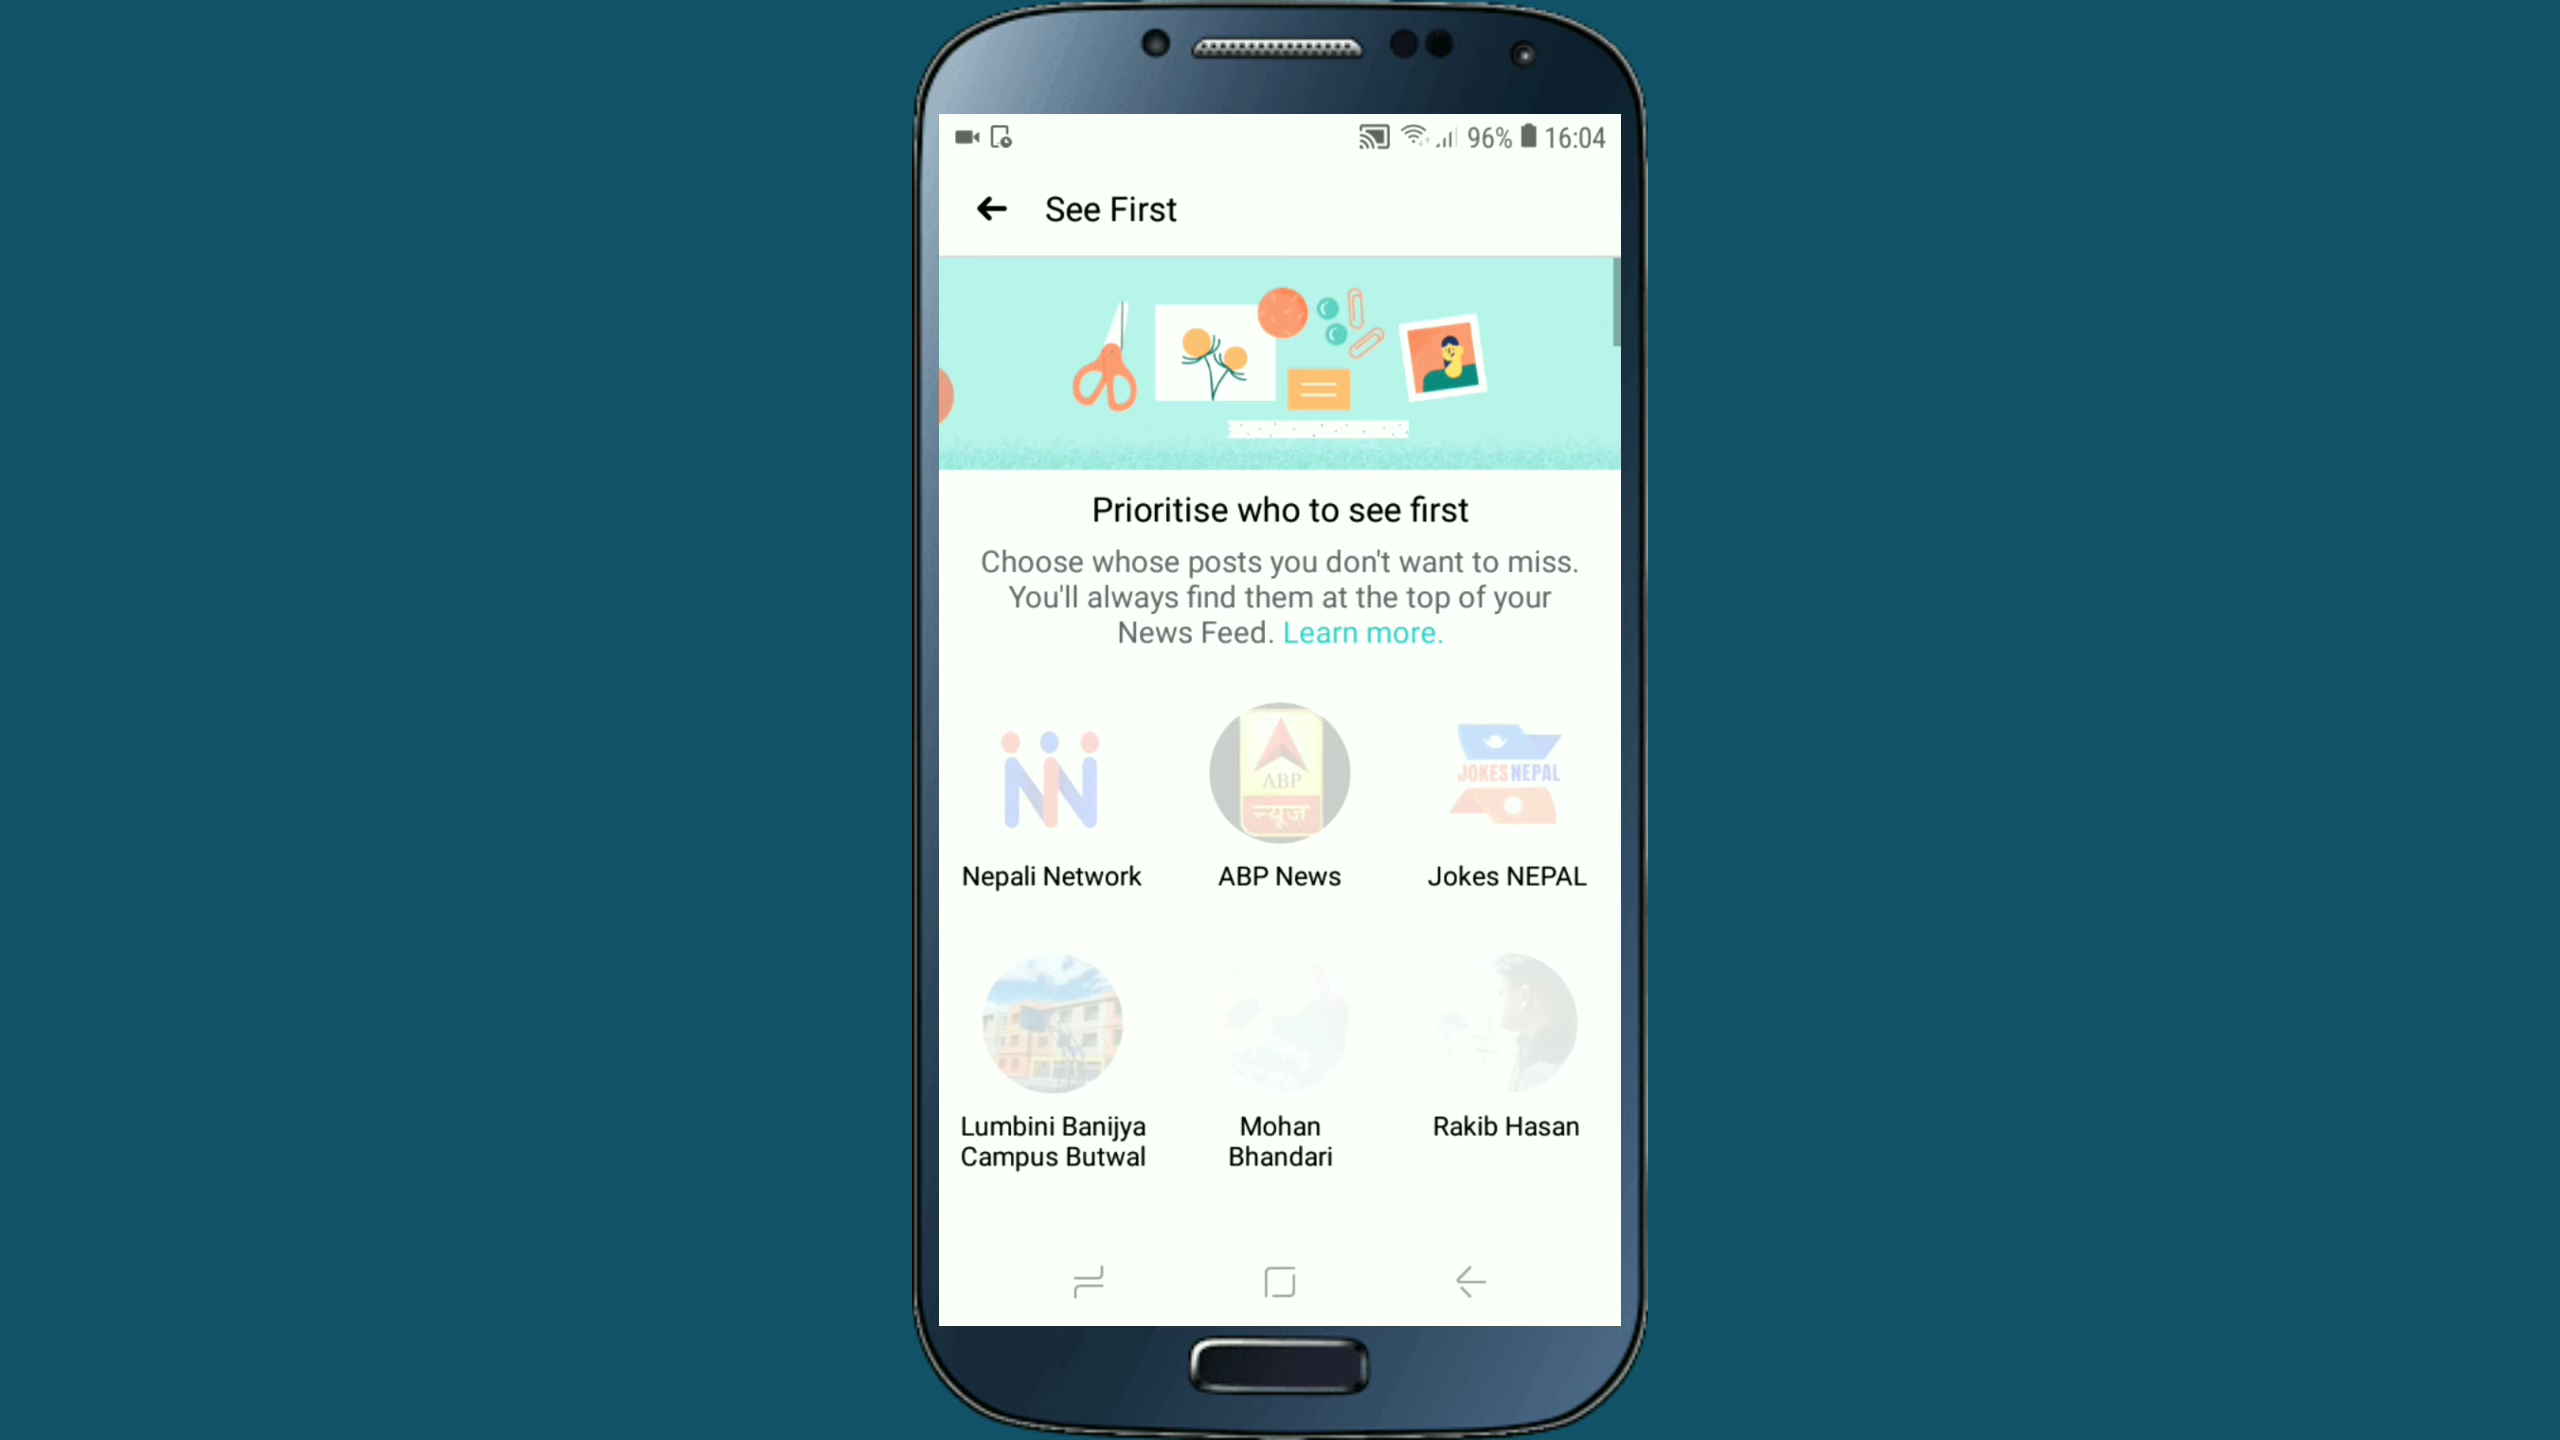 96% 16:04
See First
Prioritise who to see first
Choose whose posts you don't want to miss.
You'll always find them at the top of your
News Feed. Learn more.
ABP
न्यूज़
JOKES NEPAL
Nepali Network
ABP News
Jokes NEPAL
Lumbini Banijya
Campus Butwal
Mohan
Bhandari
Rakib Hasan